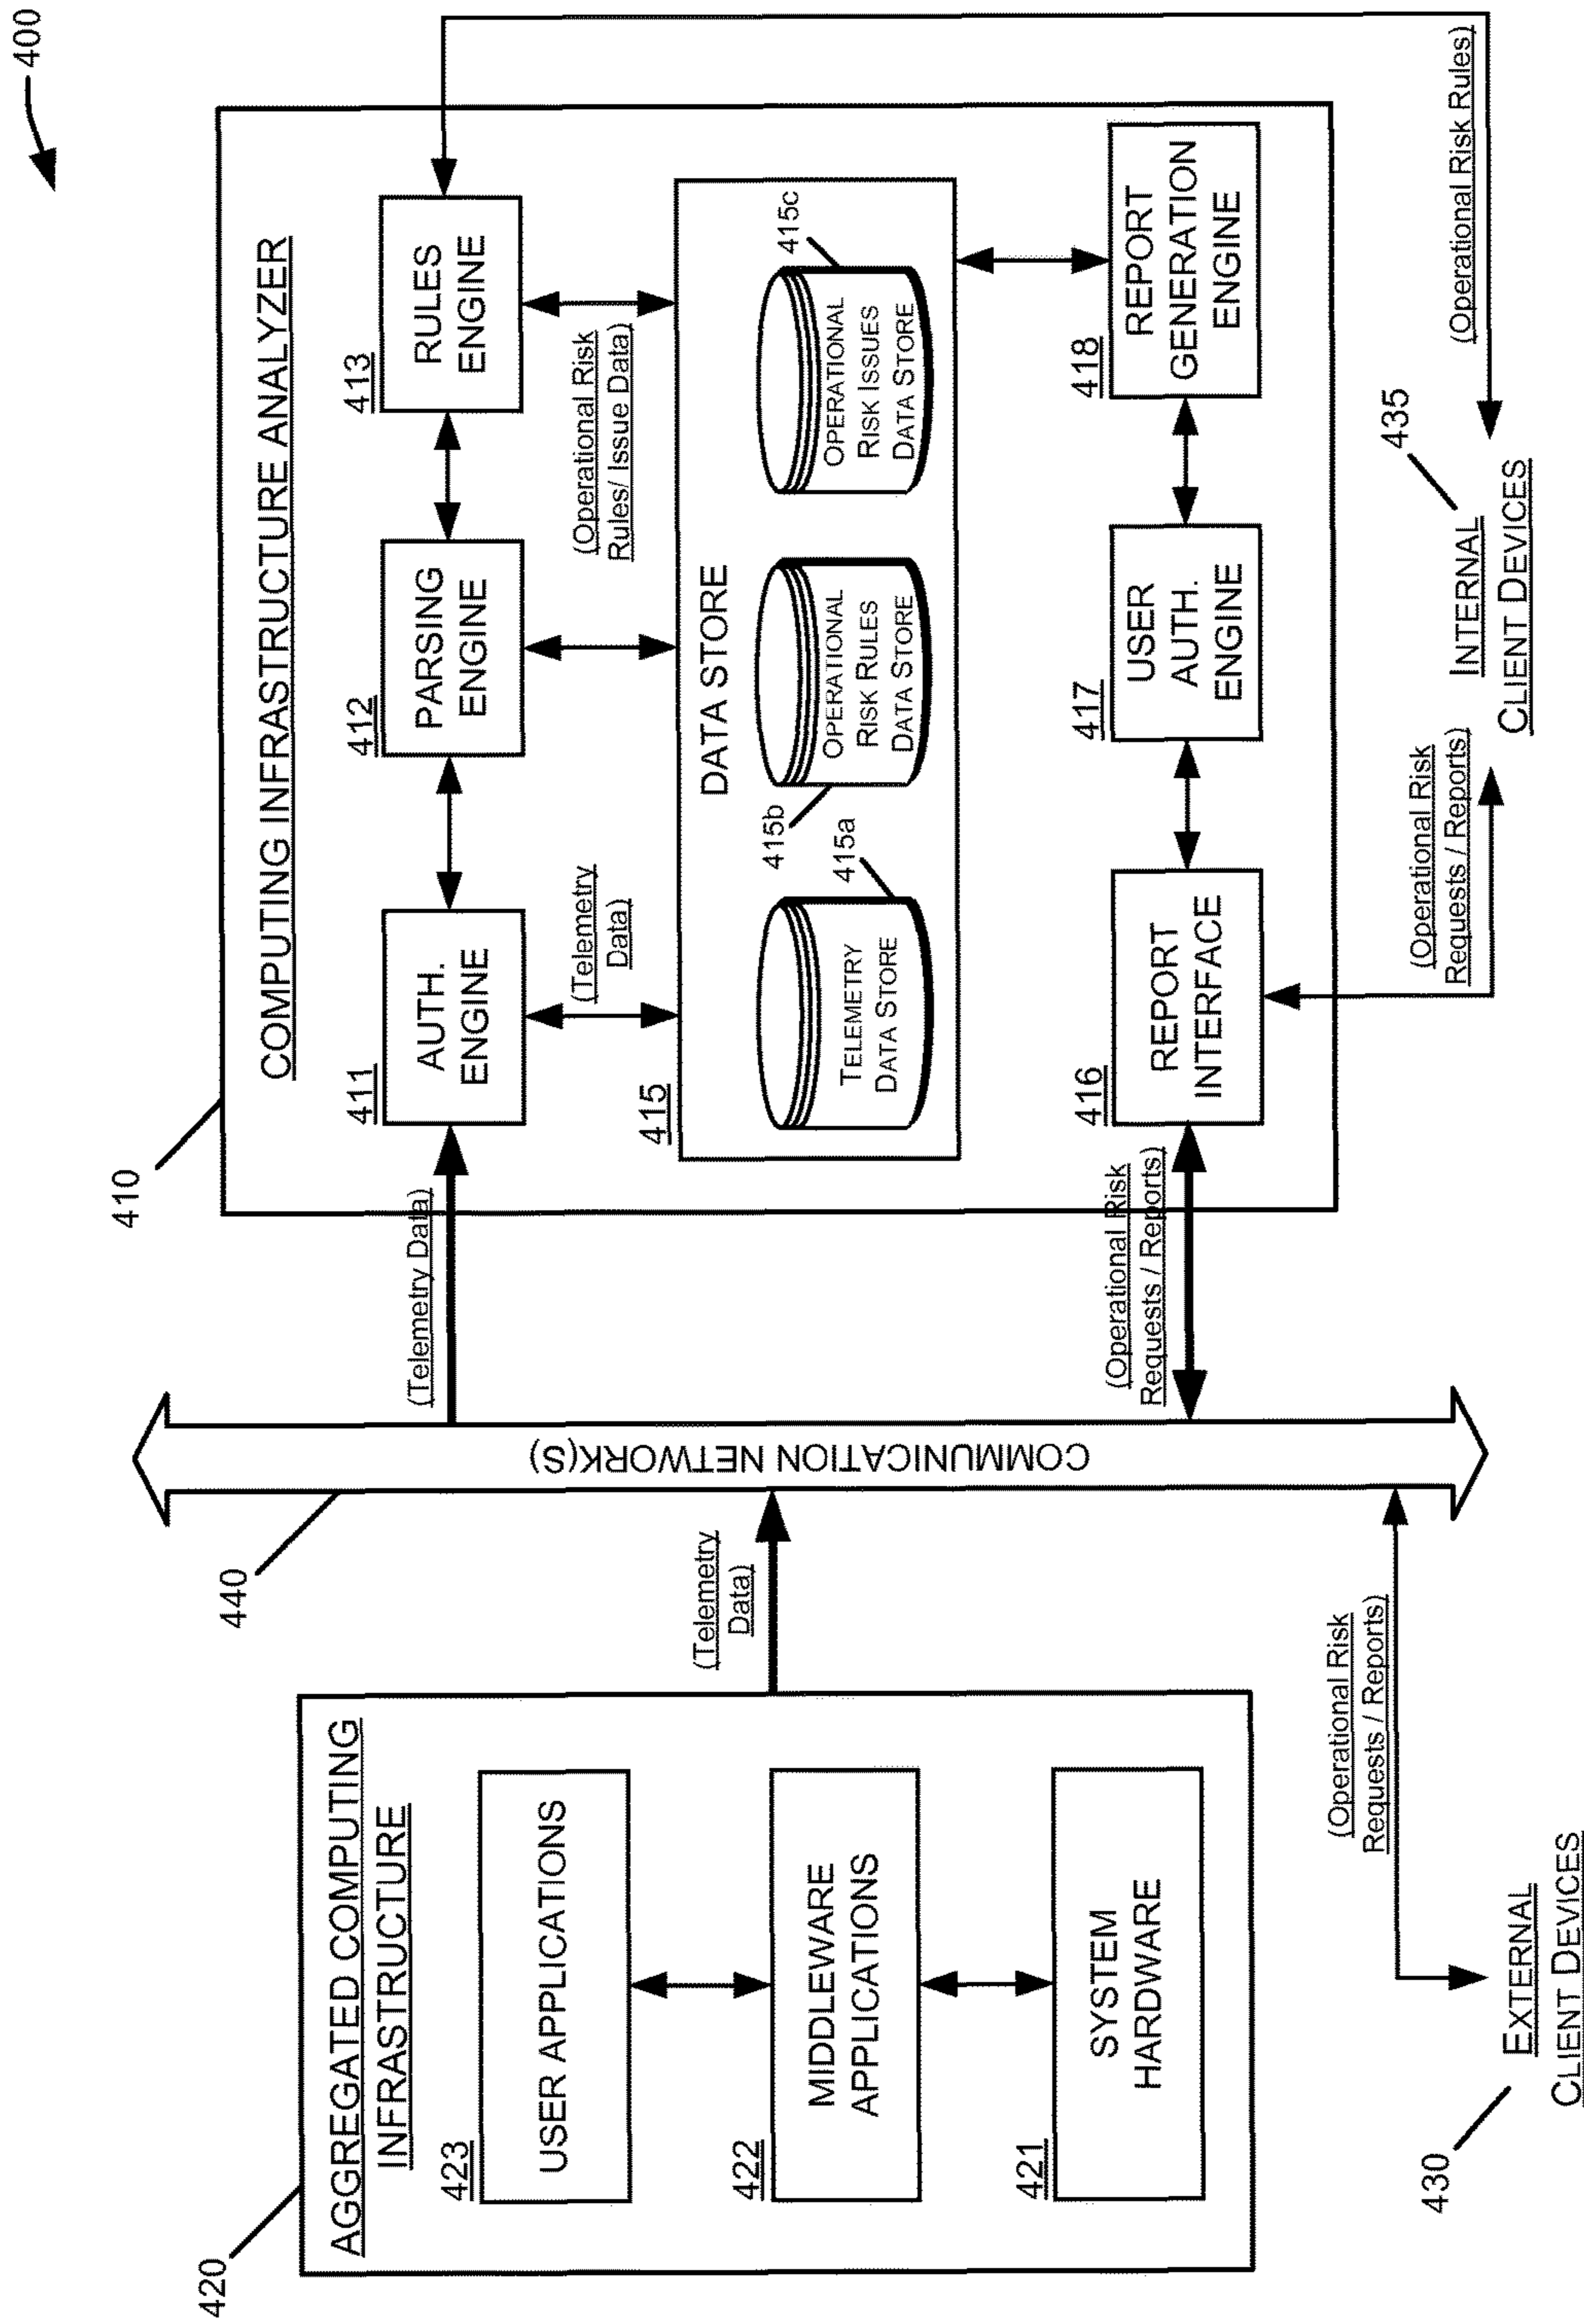 400
420
AGGREGATED COMPUTING
INFRASTRUCTURE
423
USER APPLICATIONS
422
MIDDLEWARE
APPLICATIONS
421
SYSTEM
HARDWARE
(Telemetry
Data)
440
COMMUNICATION NETWORK(S)
430
EXTERNAL
CLIENT DEVICES
(Operational Risk
Requests / Reports)
410
COMPUTING INFRASTRUCTURE ANALYZER
(Telemetry Data)
411
AUTH.
ENGINE
412
PARSING
ENGINE
413
RULES
ENGINE
(Telemetry
Data)
(Operational Risk
Rules/ Issue Data)
415
DATA STORE
415a
TELEMETRY
DATA STORE
415b
OPERATIONAL
RISK RULES
DATA STORE
415c
OPERATIONAL
RISK ISSUES
DATA STORE
(Operational Risk
Requests / Reports)
416
REPORT
INTERFACE
417
USER
AUTH.
ENGINE
418
REPORT
GENERATION
ENGINE
(Operational Risk
Requests / Reports)
435
INTERNAL
CLIENT DEVICES
(Operational Risk Rules)